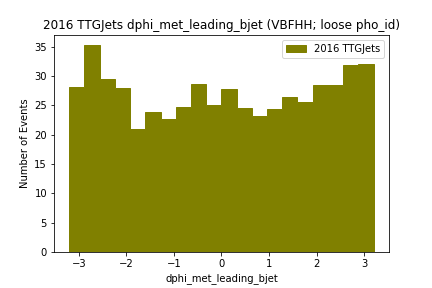 2016 TTGJets dphi_met_leading_bjet (VBFHH; loose pho_id)
2016 TTGJets
35
30
25
20
15
10
5
0
Number of Events
−3 −2 −1 0 1 2 3
dphi_met_leading_bjet